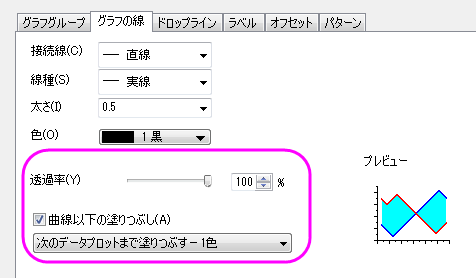 グラフグループ グラフの線 ドロップライン ラベル オフセット パターン
接続線(C) 直線
線種(S) 実線
太さ(I) 0.5
色(O) 1 黒
透過率(Y) 100 %
プレビュー
曲線以下の塗りつぶし(A)
次のデータプロットまで塗りつぶす - 1色